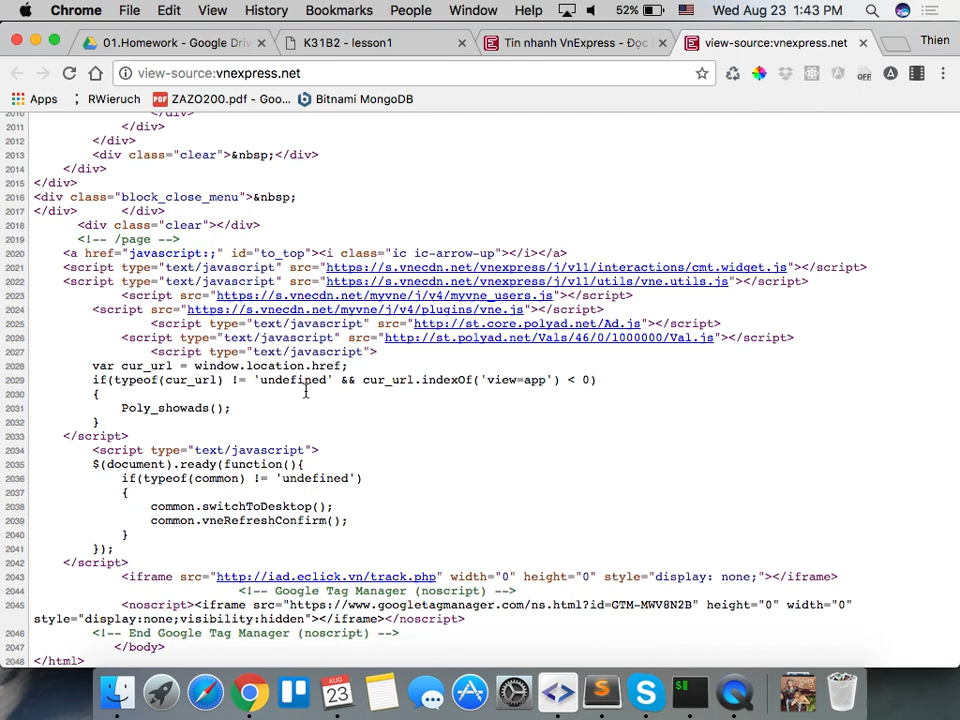 Chrome File Edit View History Bookmarks People Window Help 52% Wed Aug 23 1:43 PM
01.Homework - Google Driv
K31B2 - lesson1
Tin nhanh VnExpress - Đọc
view-source:vnexpress.net
Thien
view-source:vnexpress.net
OFF
Apps
RWieruch
PDF ZAZO200.pdf - Goo...
Bitnami MongoDB
2010 </div>
2011 </div>
2012 </div>
2013 <div class="clear">&nbsp;</div>
2014 </div>
2015 </div>
2016 <div class="block_close_menu">&nbsp;
2017 </div> </div>
2018 <div class="clear"></div>
2019 <!-- /page -->
2020 <a href="javascript:;" id="to_top"><i class="ic ic-arrow-up"></i></a>
2021 <script type="text/javascript" src="https://s.vnecdn.net/vnexpress/j/v11/interactions/cmt.widget.js"></script>
2022 <script type="text/javascript" src="https://s.vnecdn.net/vnexpress/j/v11/utils/vne.utils.js"></script>
2023 <script src="https://s.vnecdn.net/myvne/j/v4/myvne_users.js"></script>
2024 <script src="https://s.vnecdn.net/myvne/j/v4/plugins/vne.js"></script>
2025 <script type="text/javascript" src="http://st.core.polyad.net/Ad.js"></script>
2026 <script type="text/javascript" src="http://st.polyad.net/Vals/46/0/1000000/Val.js"></script>
2027 <script type="text/javascript">
2028 var cur_url = window.location.href;
2029 if(typeof(cur_url) != 'undefined' && cur_url.indexOf('view=app') < 0)
2030 {
2031 Poly_showads();
2032 }
2033 </script>
2034 <script type="text/javascript">
2035 $(document).ready(function(){
2036 if(typeof(common) != 'undefined')
2037 {
2038 common.switchToDesktop();
2039 common.vneRefreshConfirm();
2040 }
2041 });
2042 </script>
2043 <iframe src="http://iad.eclick.vn/track.php" width="0" height="0" style="display: none;"></iframe>
2044 <!-- Google Tag Manager (noscript) -->
2045 <noscript><iframe src="https://www.googletagmanager.com/ns.html?id=GTM-MWV8N2B" height="0" width="0"
style="display:none;visibility:hidden"></iframe></noscript>
2046 <!-- End Google Tag Manager (noscript) -->
2047 </body>
2048 </html>
AUG
23